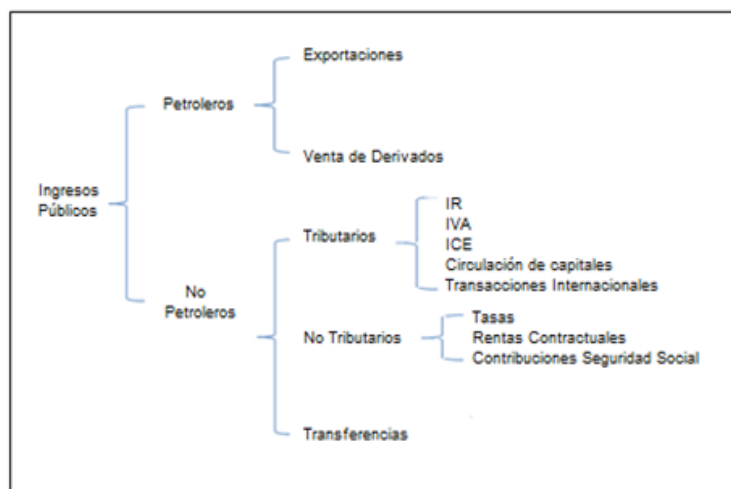 Ingresos
Públicos
Petroleros
Exportaciones
Venta de Derivados
No
Petroleros
Tributarios
IR
IVA
ICE
Circulación de capitales
Transacciones Internacionales
No Tributarios
Tasas
Rentas Contractuales
Contribuciones Seguridad Social
Transferencias